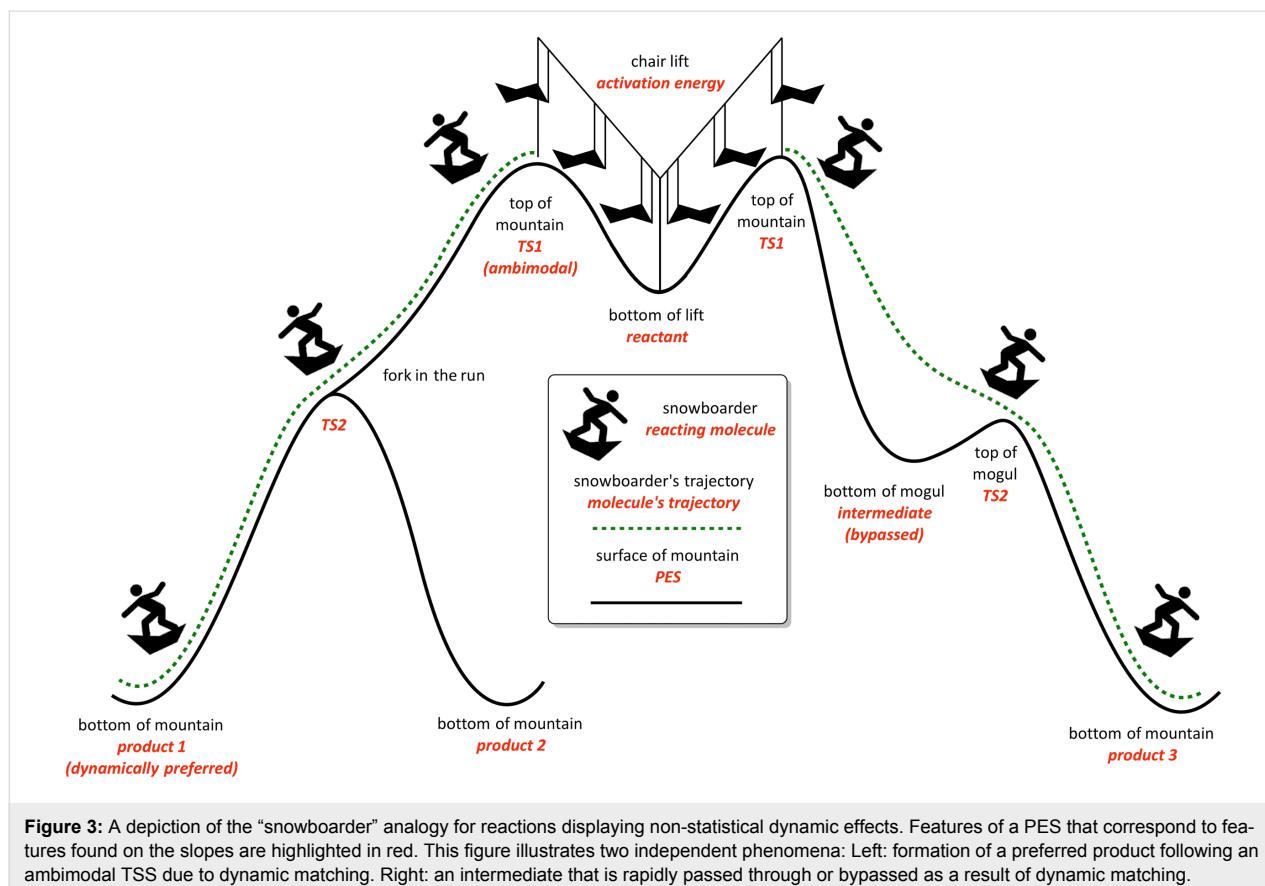 chair lift
activation energy
top of
mountain
TS1
(ambimodal)
top of
mountain
TS1
bottom of lift
reactant
fork in the run
TS2
snowboarder
reacting molecule
snowboarder's trajectory
molecule's trajectory
surface of mountain
PES
bottom of mogul
intermediate
(bypassed)
top of
mogul
TS2
bottom of mountain
product 1
(dynamically preferred)
bottom of mountain
product 2
bottom of mountain
product 3
Figure 3: A depiction of the “snowboarder” analogy for reactions displaying non-statistical dynamic effects. Features of a PES that correspond to fea-
tures found on the slopes are highlighted in red. This figure illustrates two independent phenomena: Left: formation of a preferred product following an
ambimodal TSS due to dynamic matching. Right: an intermediate that is rapidly passed through or bypassed as a result of dynamic matching.